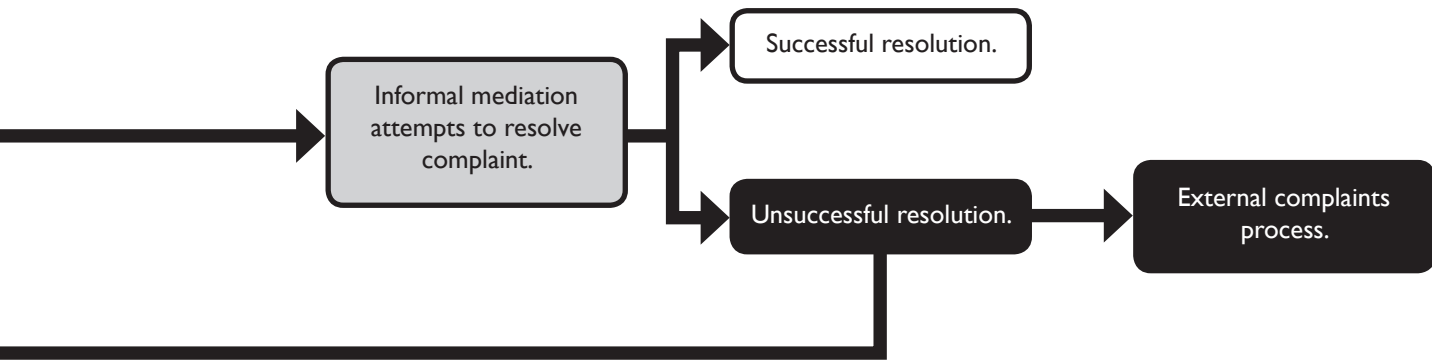 Successful resolution.
Informal mediation
attempts to resolve
complaint.
Unsuccessful resolution.
External complaints
process.